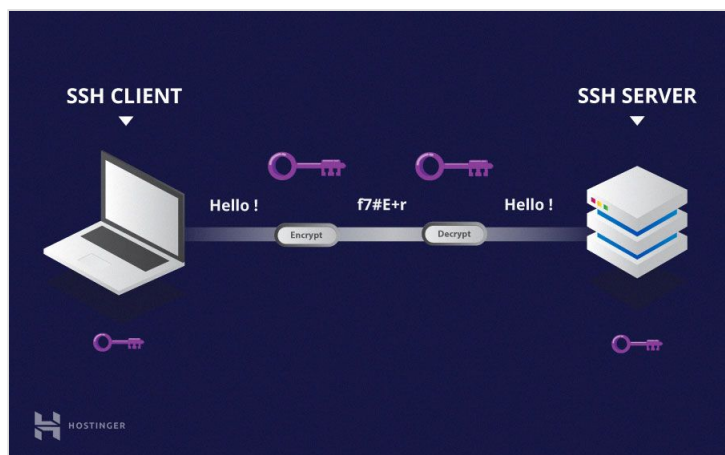 SSH CLIENT
SSH SERVER
Hello !
f7#E+r
Hello !
Encrypt
Decrypt
HOSTINGER